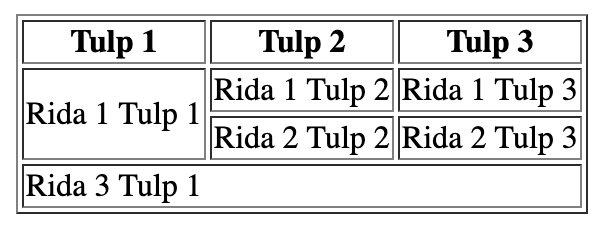 Tulp 1 Tulp 2 Tulp 3
Rida 1 Tulp 1 Rida 1 Tulp 2 Rida 1 Tulp 3
Rida 2 Tulp 2 Rida 2 Tulp 3
Rida 3 Tulp 1